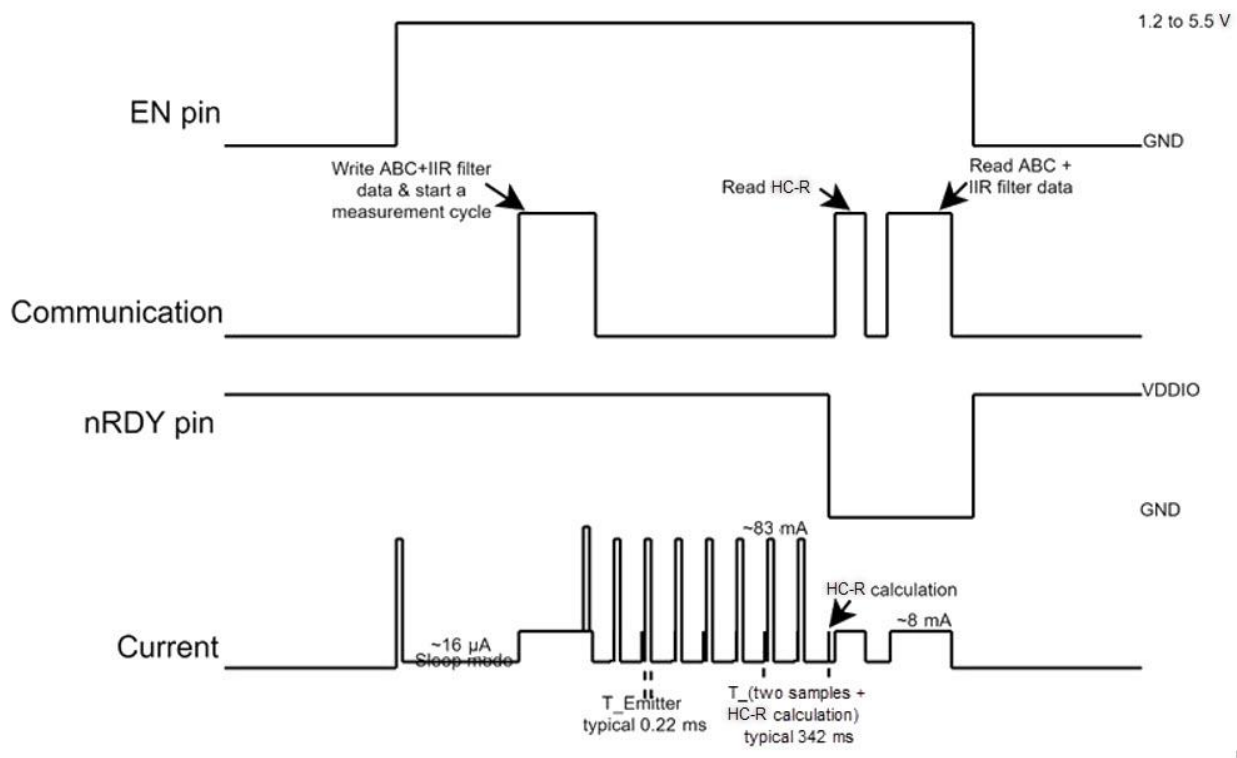 1.2 to 5.5 V
EN pin
GND
Write ABC+IIR filter
data & start a
measurement cycle
Read HC-R
Read ABC +
IIR filter data
Communication
VDDIO
nRDY pin
GND
~83 mA
HC-R calculation
~8 mA
Current
~16 µA
Sleep mode
T_Emitter
typical 0.22 ms
T_(two samples +
HC-R calculation)
typical 342 ms